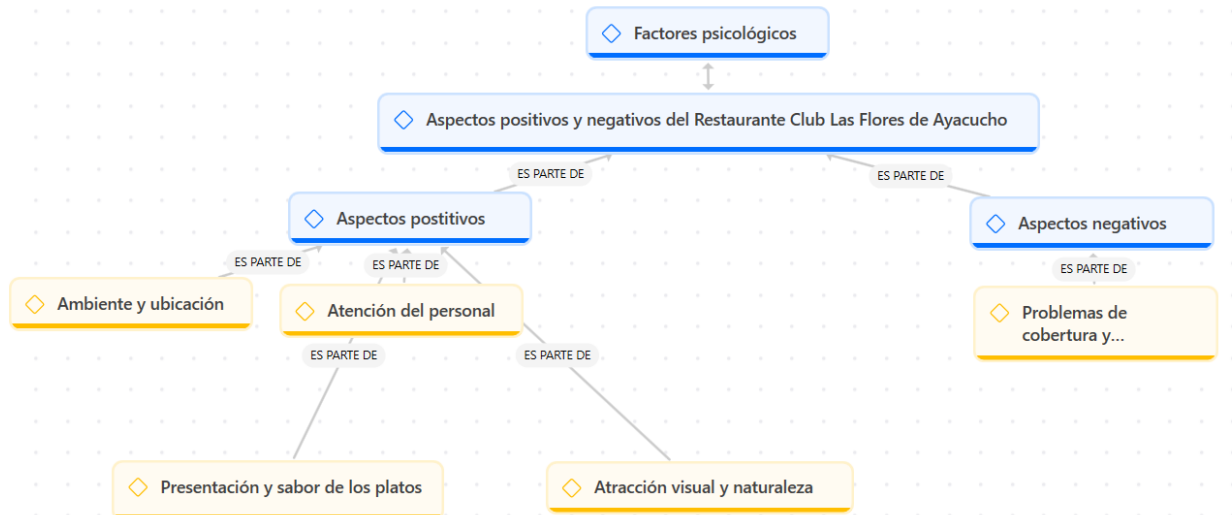 Factores psicológicos
Aspectos positivos y negativos del Restaurante Club Las Flores de Ayacucho
ES PARTE DE
ES PARTE DE
Aspectos postitivos
Aspectos negativos
ES PARTE DE
ES PARTE DE
ES PARTE DE
Ambiente y ubicación
Atención del personal
Problemas de
cobertura y...
ES PARTE DE
ES PARTE DE
Presentación y sabor de los platos
Atracción visual y naturaleza